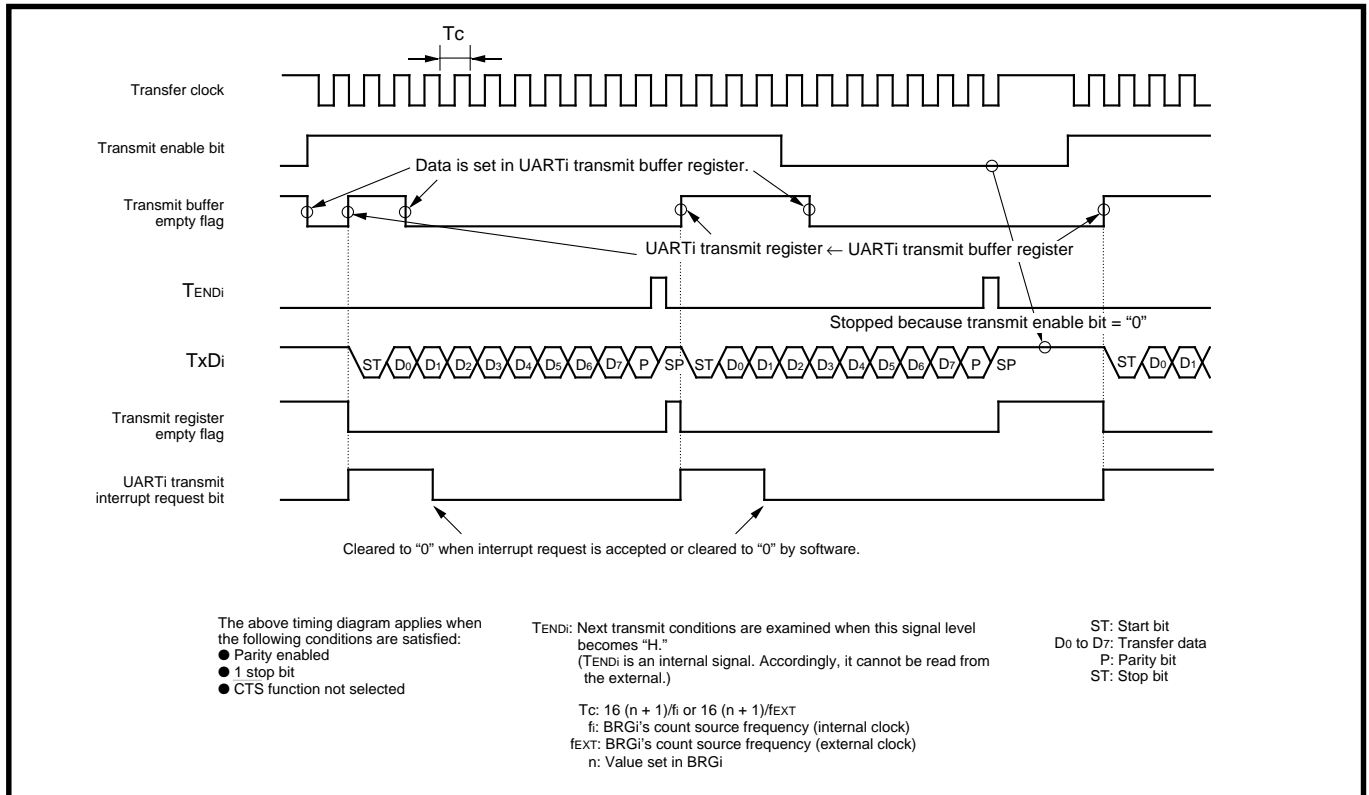 Tc
Transfer clock
Transmit enable bit
Data is set in UARTi transmit buffer register.
Transmit buffer
empty flag
UARTi transmit register ← UARTi transmit buffer register
TENDi
Stopped because transmit enable bit = “0”
TxDi
ST D0 D1 D2 D3 D4 D5 D6 D7 P SP ST D0 D1 D2 D3 D4 D5 D6 D7 P SP ST D0 D1
Transmit register
empty flag
UARTi transmit
interrupt request bit
Cleared to “0” when interrupt request is accepted or cleared to “0” by software.
The above timing diagram applies when
the following conditions are satisfied:
● Parity enabled
● 1 stop bit
● CTS function not selected
TENDi: Next transmit conditions are examined when this signal level
becomes “H.”
(TENDi is an internal signal. Accordingly, it cannot be read from
the external.)
Tc: 16 (n + 1)/fi or 16 (n + 1)/fEXT
fi: BRGi’s count source frequency (internal clock)
fEXT: BRGi’s count source frequency (external clock)
n: Value set in BRGi
ST: Start bit
D0 to D7: Transfer data
P: Parity bit
ST: Stop bit